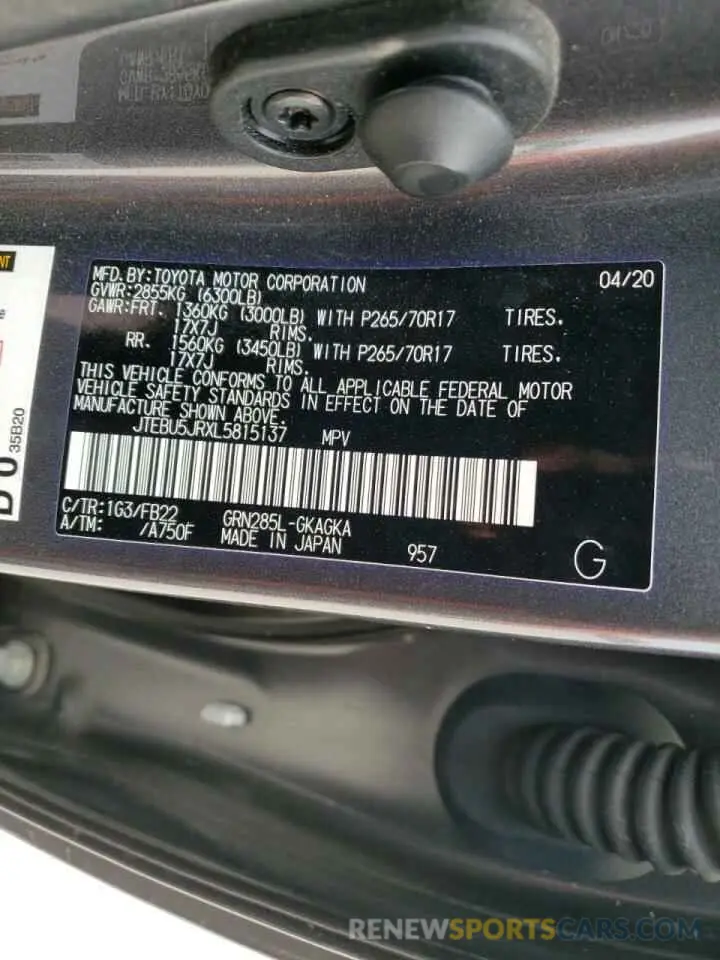 NT
MFD. BY: TOYOTA MOTOR CORPORATION 04/20
GVWR: 2855KG (6300LB)
GAWR: FRT. 1360KG (3000LB) WITH P265/70R17 TIRES.
17X7J RIMS.
RR. 1560KG (3450LB) WITH P265/70R17 TIRES.
17X7J RIMS.
THIS VEHICLE CONFORMS TO ALL APPLICABLE FEDERAL MOTOR
VEHICLE SAFETY STANDARDS IN EFFECT ON THE DATE OF
MANUFACTURE SHOWN ABOVE.
JTEBU5JRXL5815137 MPV
35B20
C/TR: 1G3/FB22 GRN285L-GKAGKA
A/TM: /A750F MADE IN JAPAN 957 G
RENEWSPORTSCARS.COM